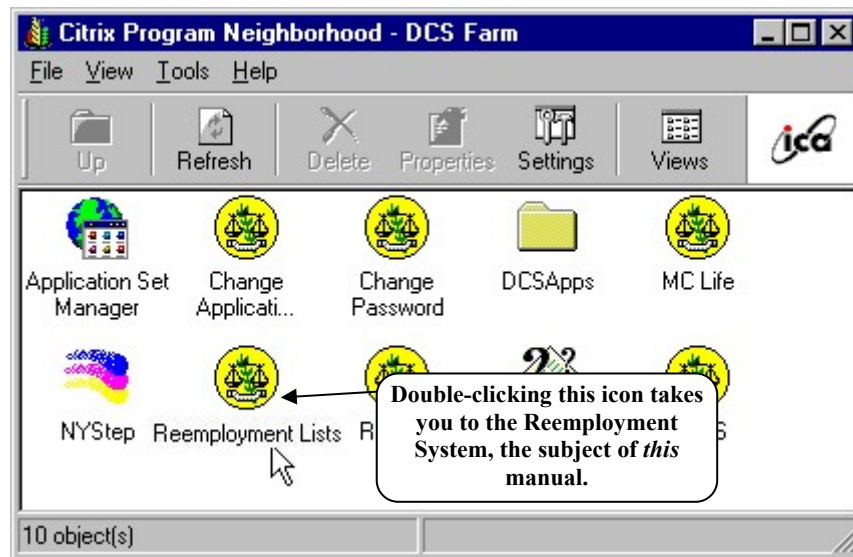 Citrix Program Neighborhood - DCS Farm
File View Tools Help
Up Refresh Delete Properties Settings Views
ica
Application Set Manager
Change Applicati...
Change Password
DCSApps
MC Life
NYStep
Reemployment Lists
Double-clicking this icon takes
you to the Reemployment
System, the subject of this
manual.
10 object(s)